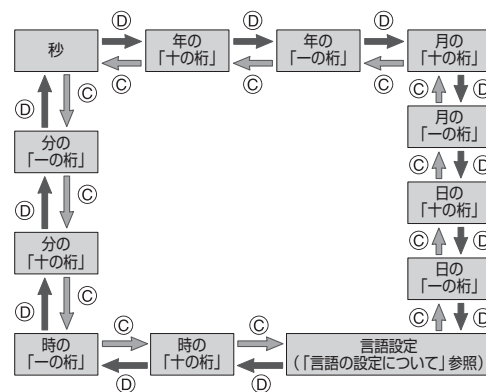 Ⓓ Ⓓ Ⓓ
秒
年の
「十の桁」
年の
「一の桁」
月の
「十の桁」
Ⓒ Ⓒ Ⓒ
Ⓓ Ⓒ
Ⓒ Ⓓ
分の
「一の桁」
月の
「一の桁」
Ⓓ Ⓒ
Ⓒ Ⓓ
分の
「十の桁」
日の
「十の桁」
Ⓒ Ⓓ
日の
「一の桁」
Ⓓ Ⓒ
Ⓒ Ⓓ
Ⓒ Ⓒ
時の
「一の桁」
時の
「十の桁」
言語設定
（「言語の設定について」参照）
Ⓓ Ⓓ